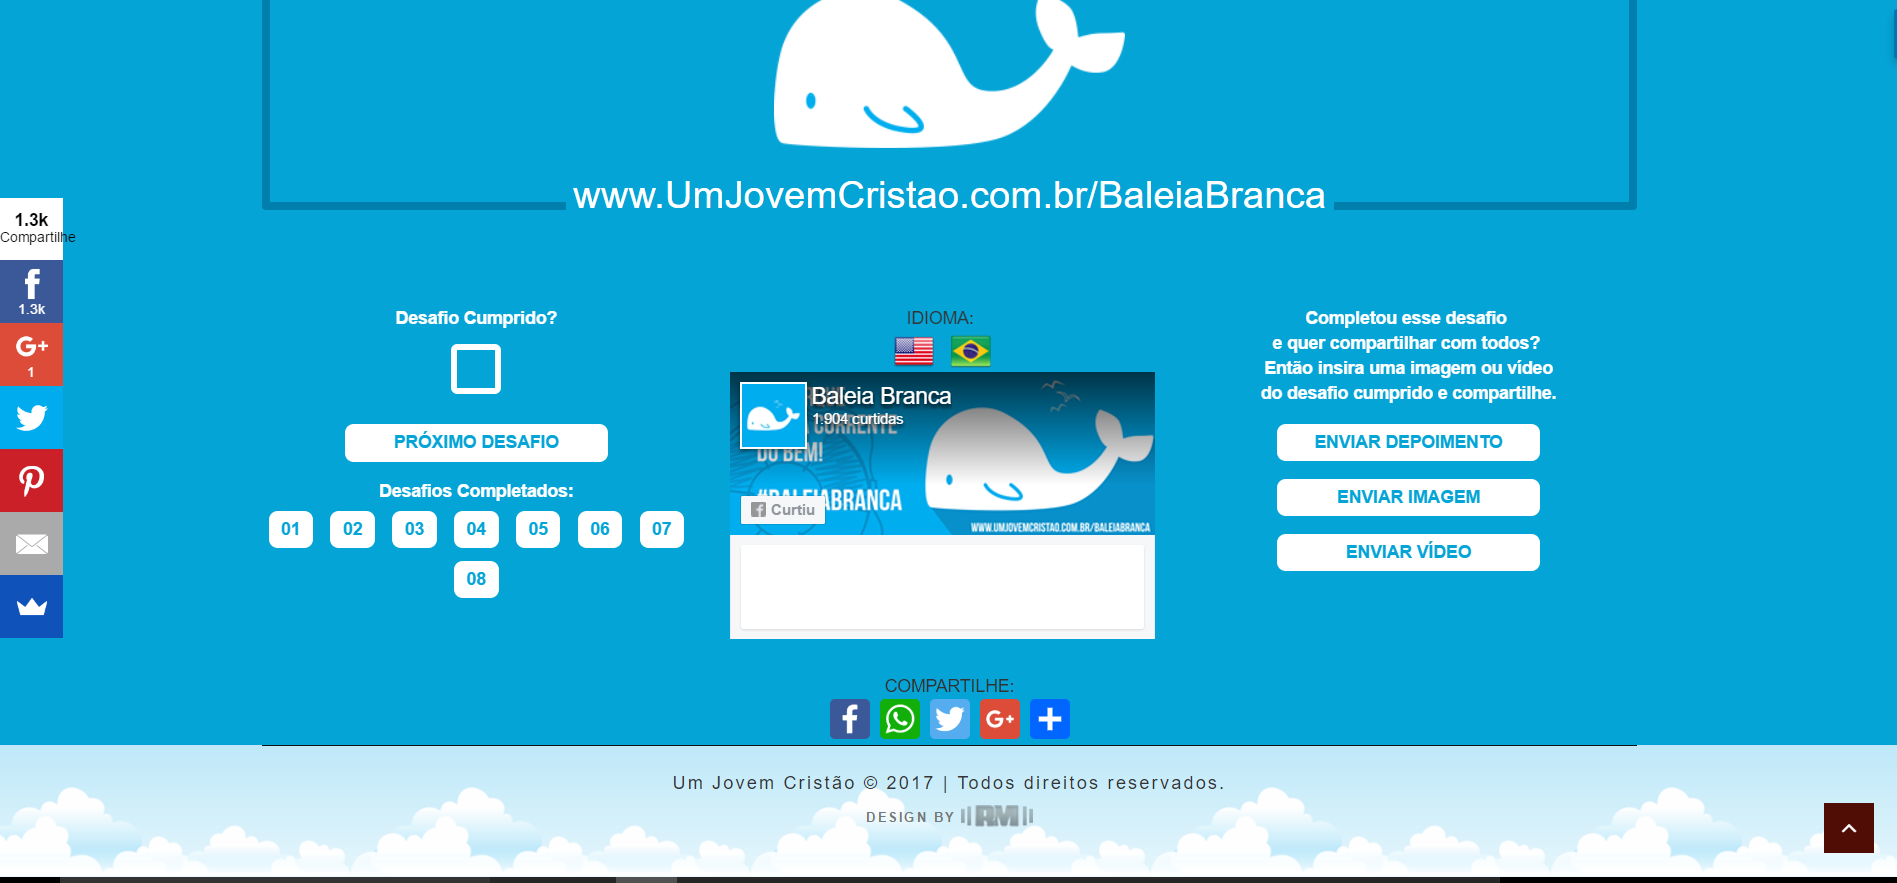 www.UmJovemCristao.com.br/BaleiaBranca
1.3k
Compartilhe
1.3k
1
Desafio Cumprido?
PRÓXIMO DESAFIO
Desafios Completados:
01 02 03 04 05 06 07
08
IDIOMA:
Baleia Branca
1.904 curtidas
CORRENTE
DO BEM!
#BALEIABRANCA
Curtiu
WWW.UMJOVEMCRISTAO.COM.BR/BALEIABRANCA
Completou esse desafio
e quer compartilhar com todos?
Então insira uma imagem ou vídeo
do desafio cumprido e compartilhe.
ENVIAR DEPOIMENTO
ENVIAR IMAGEM
ENVIAR VÍDEO
COMPARTILHE:
Um Jovem Cristão © 2017 | Todos direitos reservados.
DESIGN BY RM